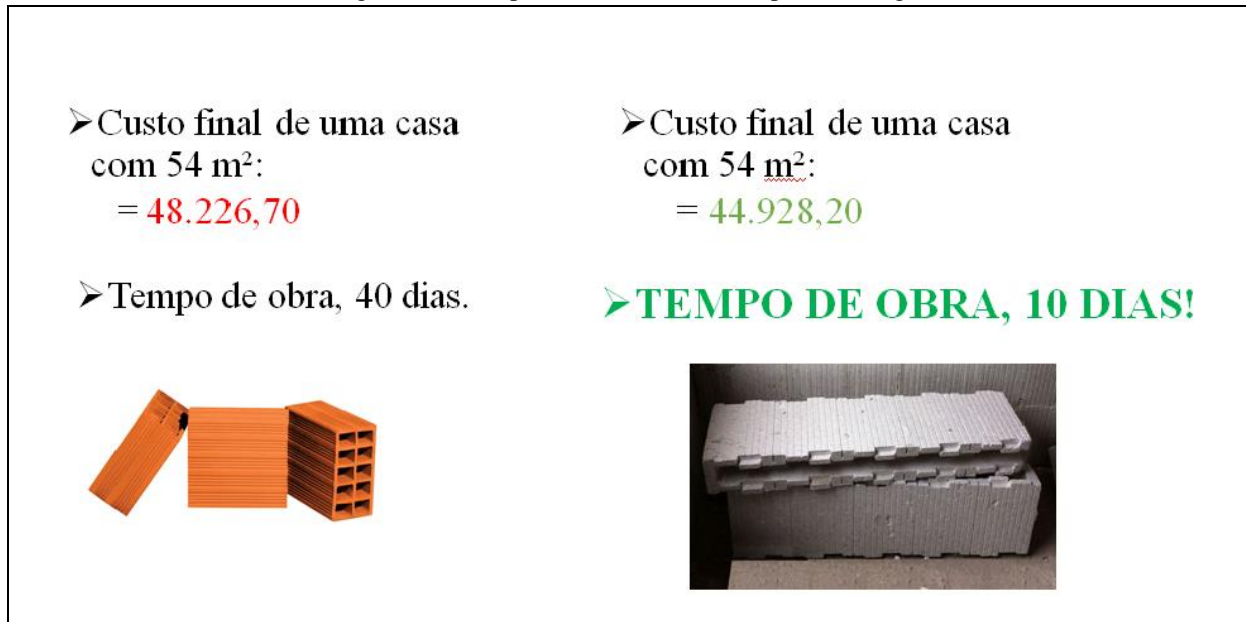 ➤Custo final de uma casa
com 54 m²:
= 48.226,70
➤Tempo de obra, 40 dias.
➤Custo final de uma casa
com 54 m²:
= 44.928,20
➤TEMPO DE OBRA, 10 DIAS!